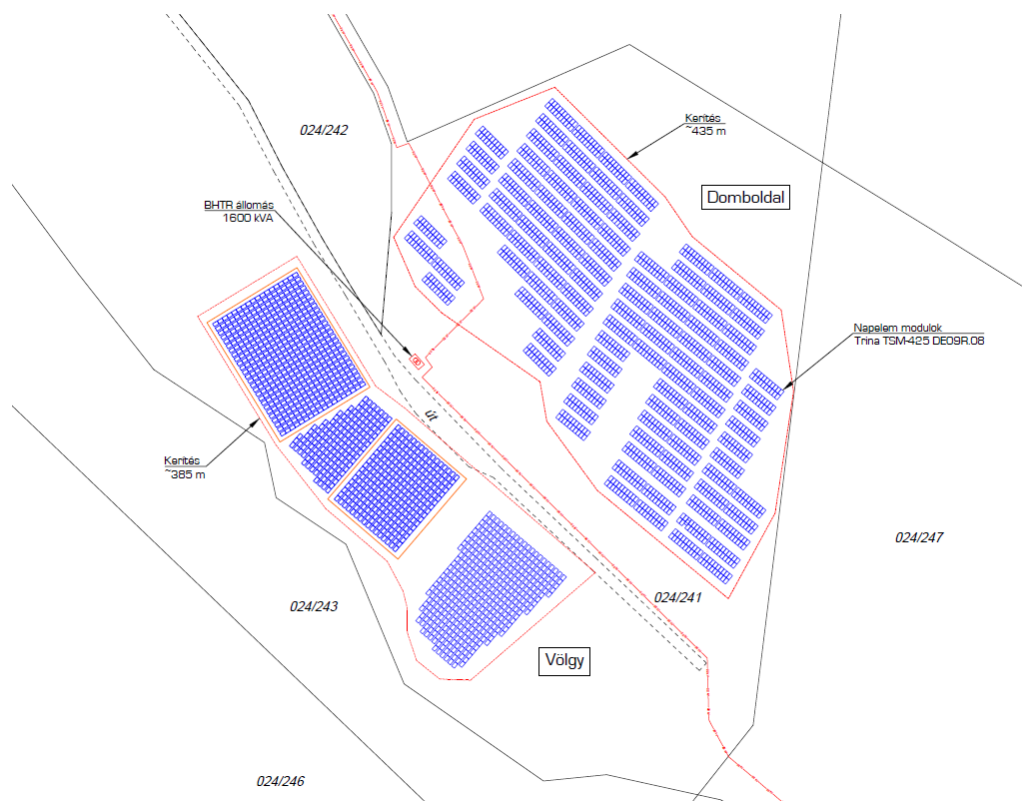 024/242
Kerítés
~435 m
Domboldal
BHTR állomás
1600 kVA
Napelem modulok
Trina TSM-425 DE09R.08
út
Kerítés
~385 m
024/247
024/243
024/241
Völgy
024/246